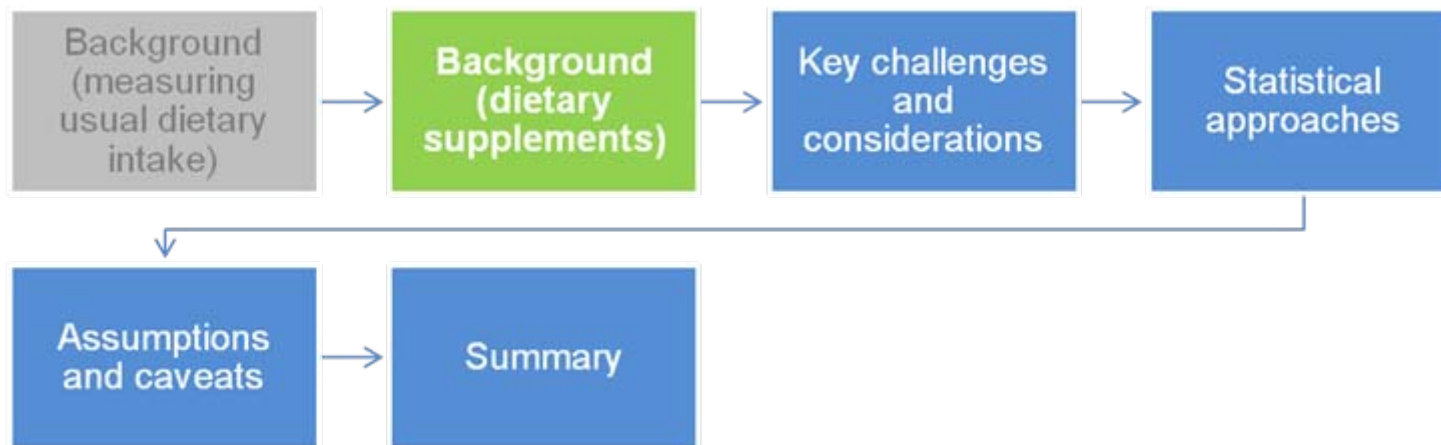 Background
(measuring
usual dietary
intake)
Background
(dietary
supplements)
Key challenges
and
considerations
Statistical
approaches
Assumptions
and caveats
Summary